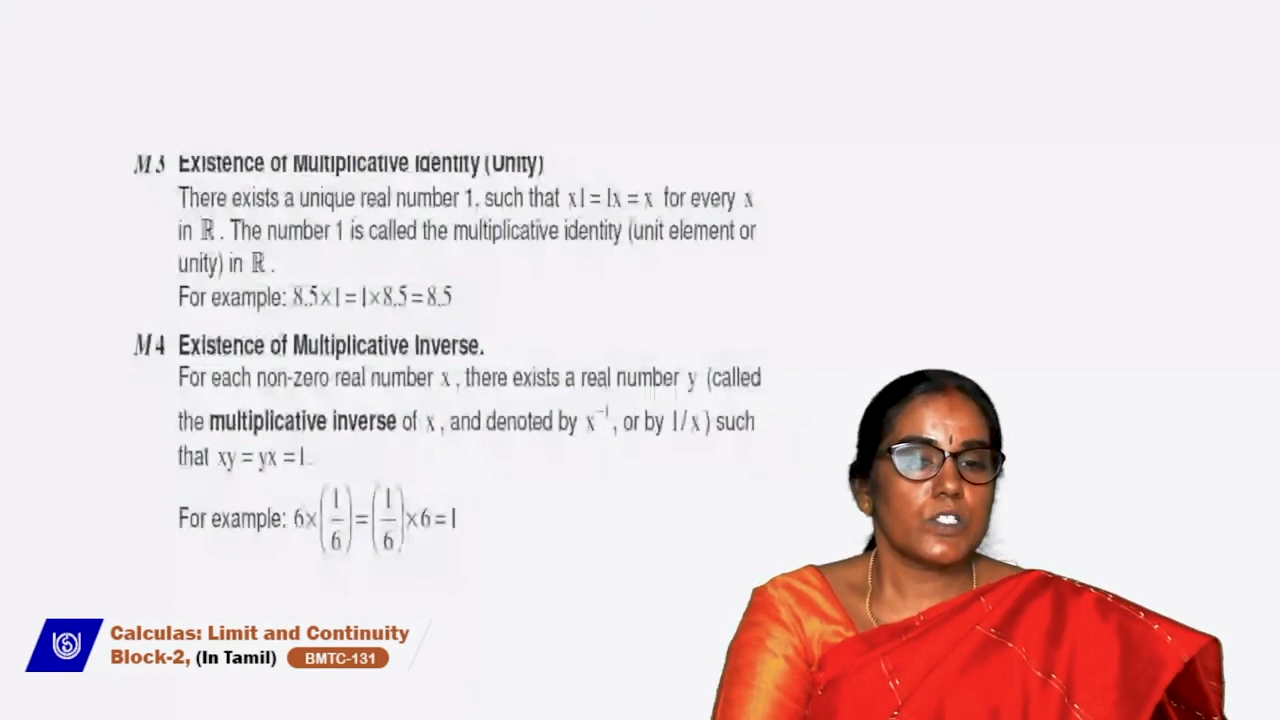 M3 Existence of Multiplicative Identity (Unity)
There exists a unique real number 1, such that x1 = 1x = x for every x
in ℝ. The number 1 is called the multiplicative identity (unit element or
unity) in ℝ.
For example: 8.5×1 = 1×8.5 = 8.5
M4 Existence of Multiplicative Inverse.
For each non-zero real number x, there exists a real number y (called
the multiplicative inverse of x, and denoted by x⁻¹, or by 1/x) such
that xy = yx = 1.
For example: 6×(1/6) = (1/6)×6 = 1
Calculas: Limit and Continuity
Block-2, (In Tamil) BMTC-131